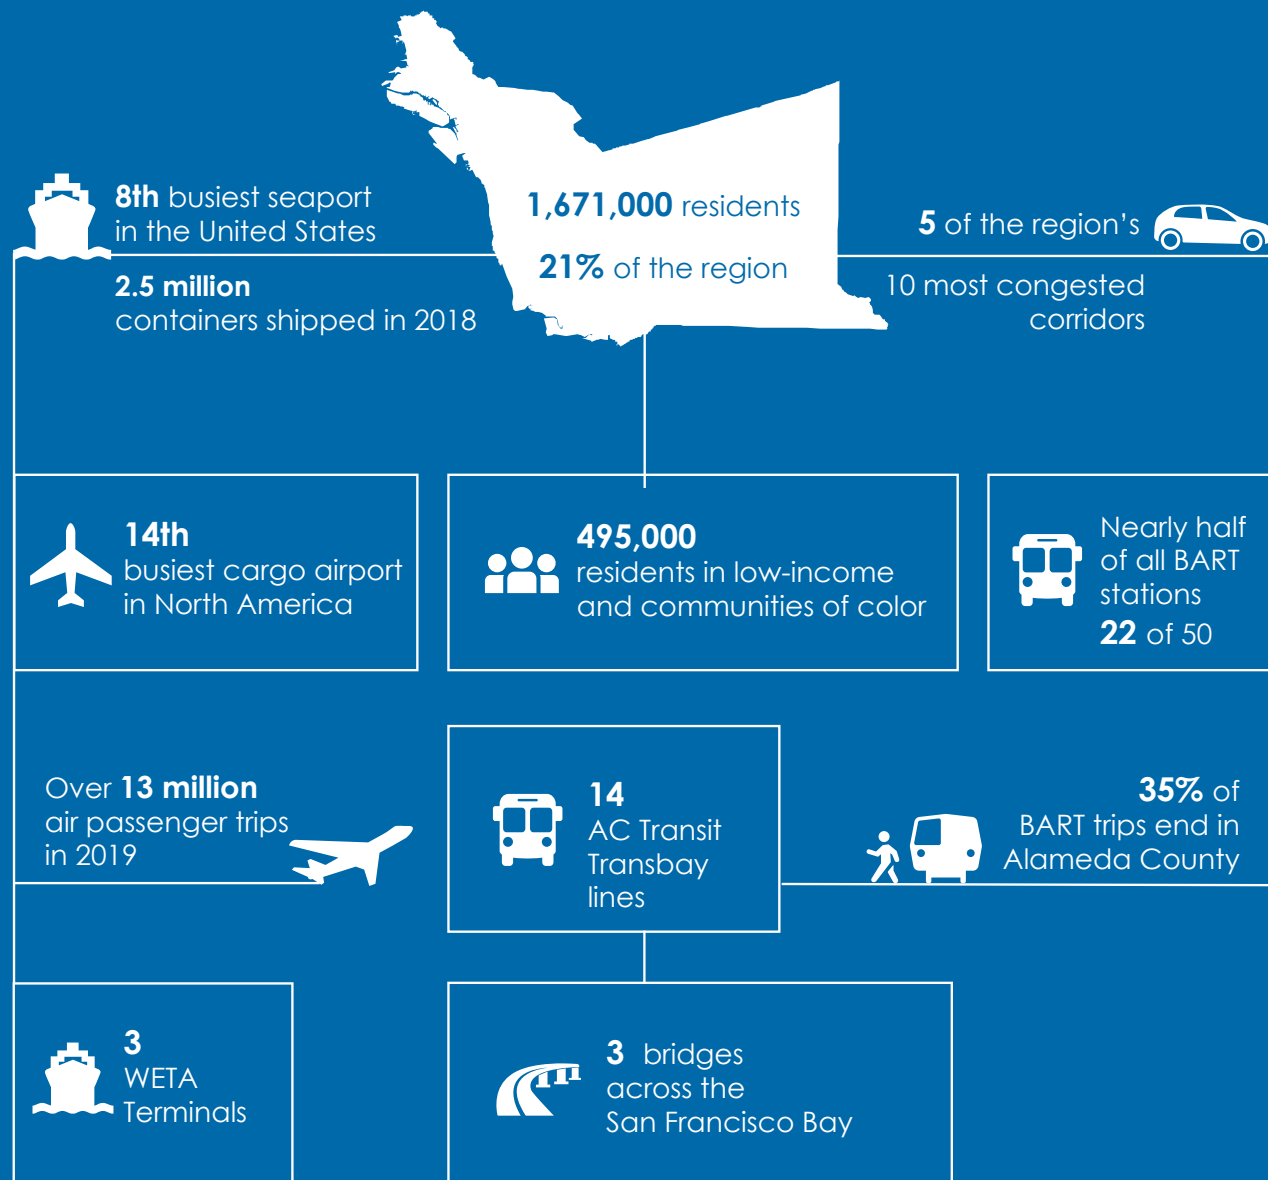 8th busiest seaport
in the United States
2.5 million
containers shipped in 2018
1,671,000 residents
21% of the region
5 of the region's
10 most congested
corridors
14th
busiest cargo airport
in North America
495,000
residents in low-income
and communities of color
Nearly half
of all BART
stations
22 of 50
Over 13 million
air passenger trips
in 2019
14
AC Transit
Transbay
lines
35% of
BART trips end in
Alameda County
3
WETA
Terminals
3 bridges
across the
San Francisco Bay